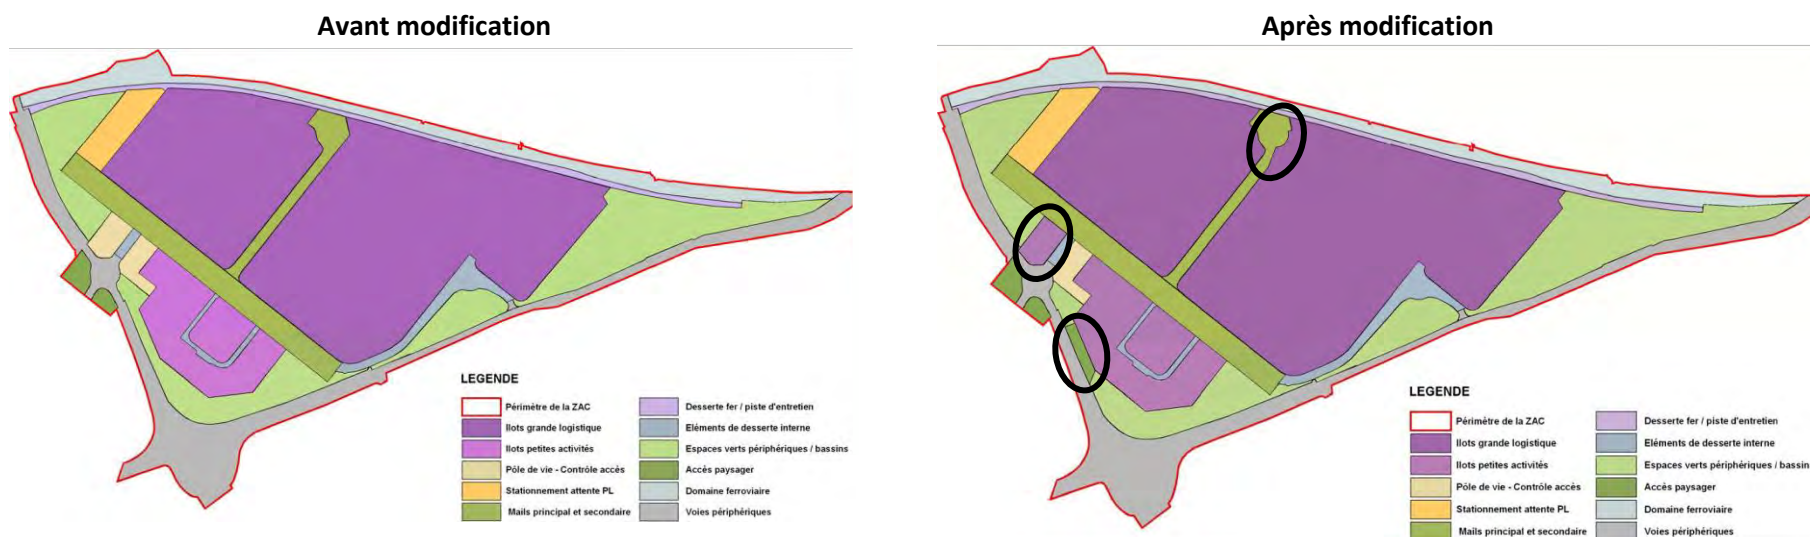 Avant modification
Après modification
LEGENDE
Périmètre de la ZAC
Ilots grande logistique
Ilots petites activités
Pôle de vie - Contrôle accès
Stationnement attente PL
Mails principal et secondaire
Desserte fer / piste d'entretien
Eléments de desserte interne
Espaces verts périphériques / bassins
Accès paysager
Domaine ferroviaire
Voies périphériques
LEGENDE
Périmètre de la ZAC
Ilots grande logistique
Ilots petites activités
Pôle de vie - Contrôle accès
Stationnement attente PL
Mails principal et secondaire
Desserte fer / piste d'entretien
Eléments de desserte interne
Espaces verts périphériques / bassins
Accès paysager
Domaine ferroviaire
Voies périphériques